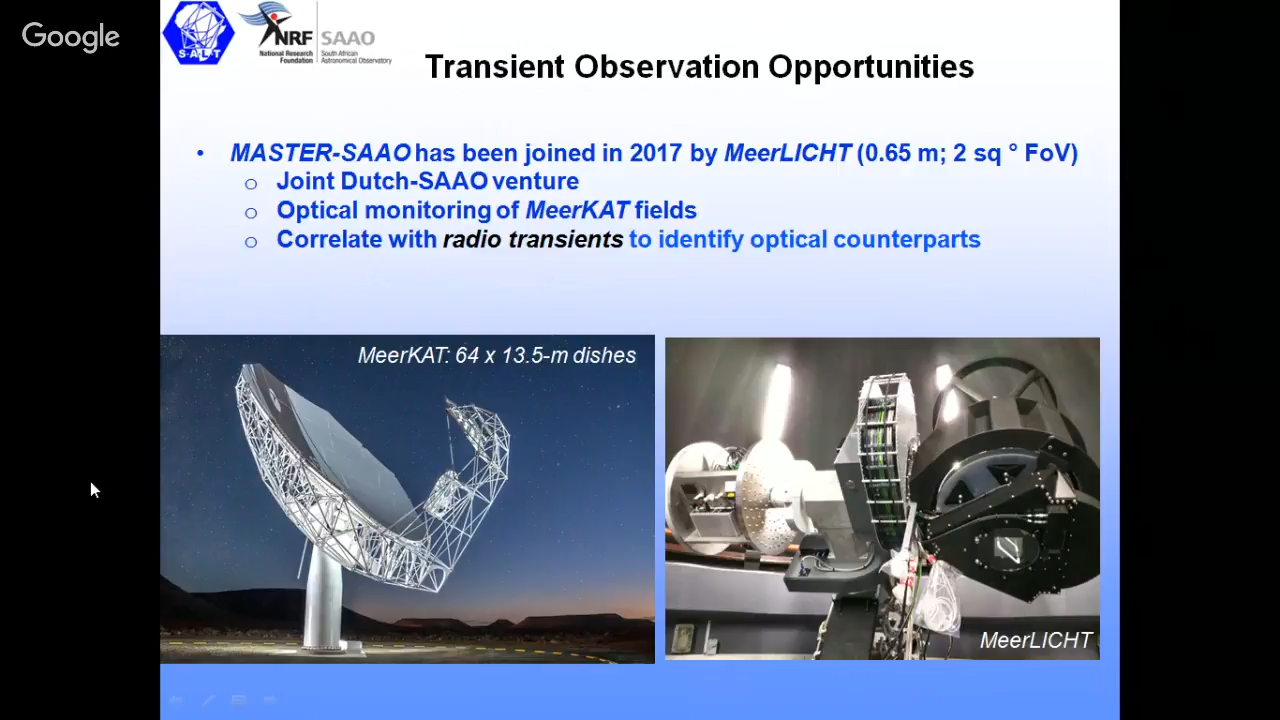 Google
SALT
NRF SAAO
National Research Foundation
South African Astronomical Observatory
Transient Observation Opportunities
• MASTER-SAAO has been joined in 2017 by MeerLICHT (0.65 m; 2 sq ° FoV)
o Joint Dutch-SAAO venture
o Optical monitoring of MeerKAT fields
o Correlate with radio transients to identify optical counterparts
MeerKAT: 64 x 13.5-m dishes
MeerLICHT